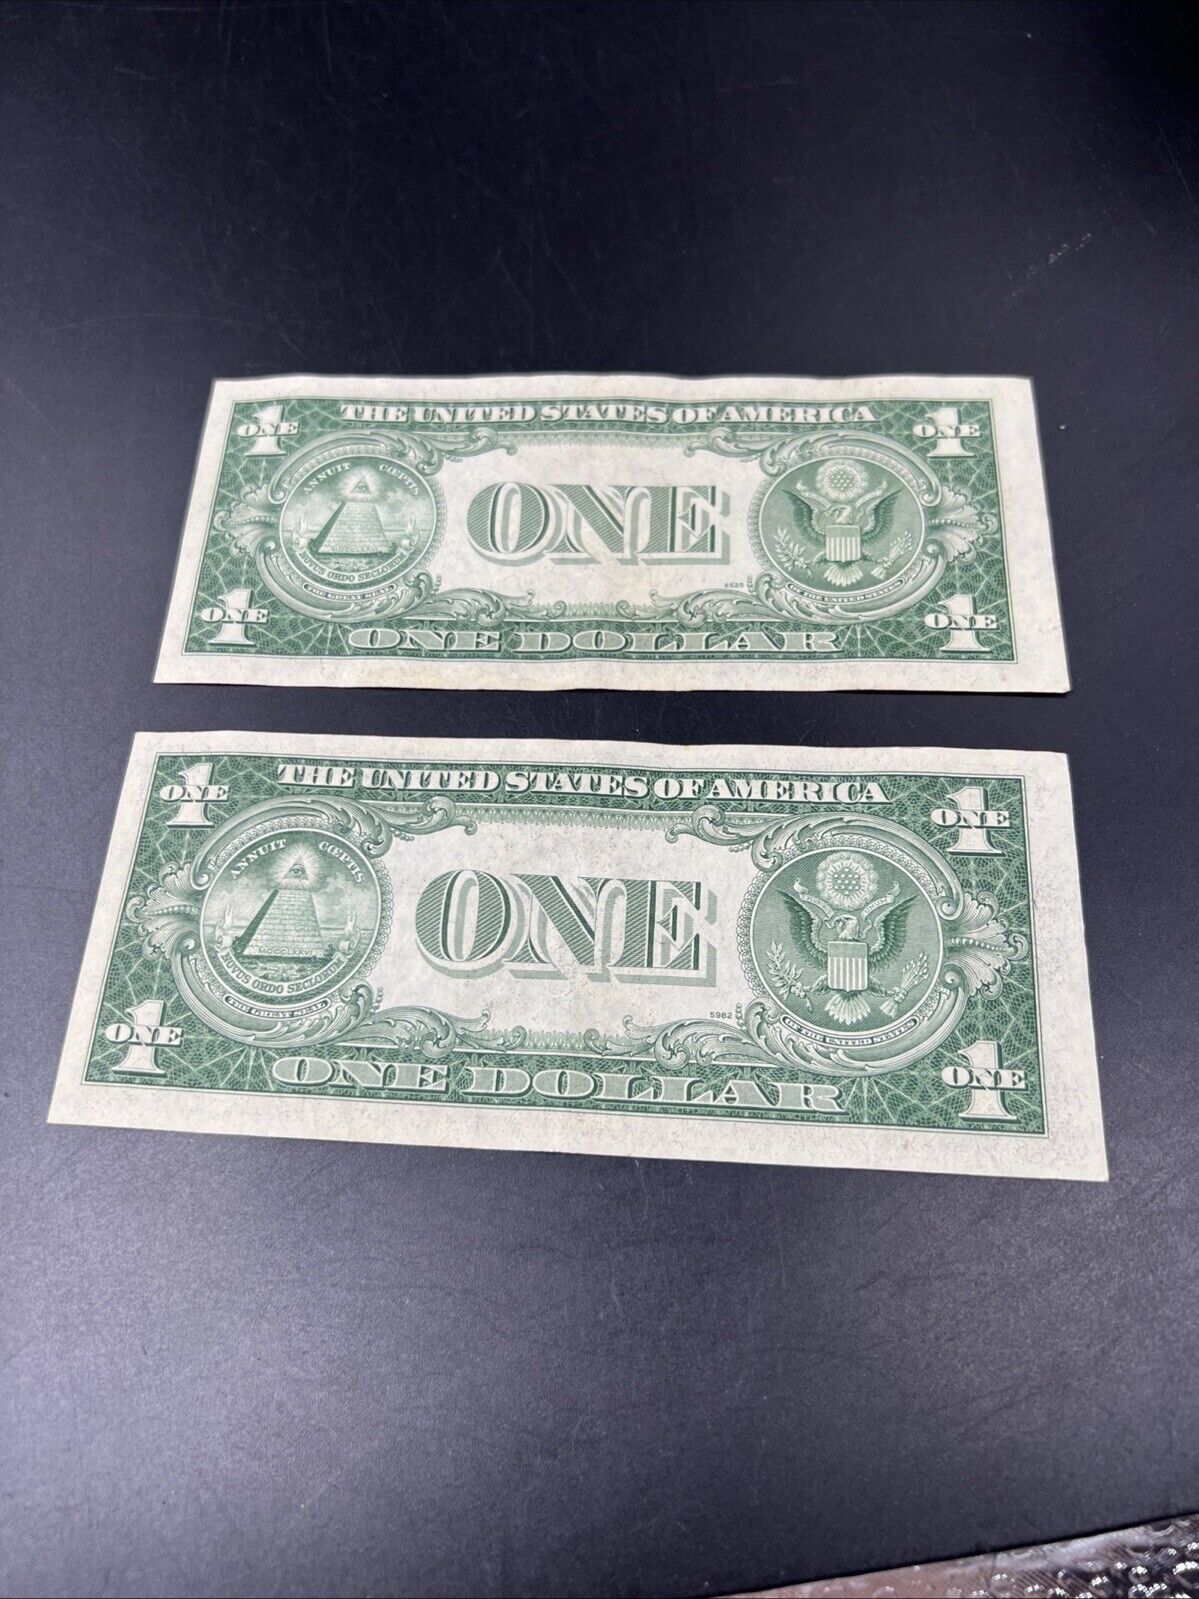 THE UNITED STATES OF AMERICA
1 ONE
1 ONE
ANNUIT CŒPTIS
NOVUS ORDO SECLORUM
THE GREAT SEAL
ONE
6525
OF THE UNITED STATES
1 ONE
1 ONE
ONE DOLLAR
THE UNITED STATES OF AMERICA
1 ONE
1 ONE
ANNUIT CŒPTIS
MDCCLXXVI
NOVUS ORDO SECLORUM
THE GREAT SEAL
ONE
5982
OF THE UNITED STATES
1 ONE
1 ONE
ONE DOLLAR